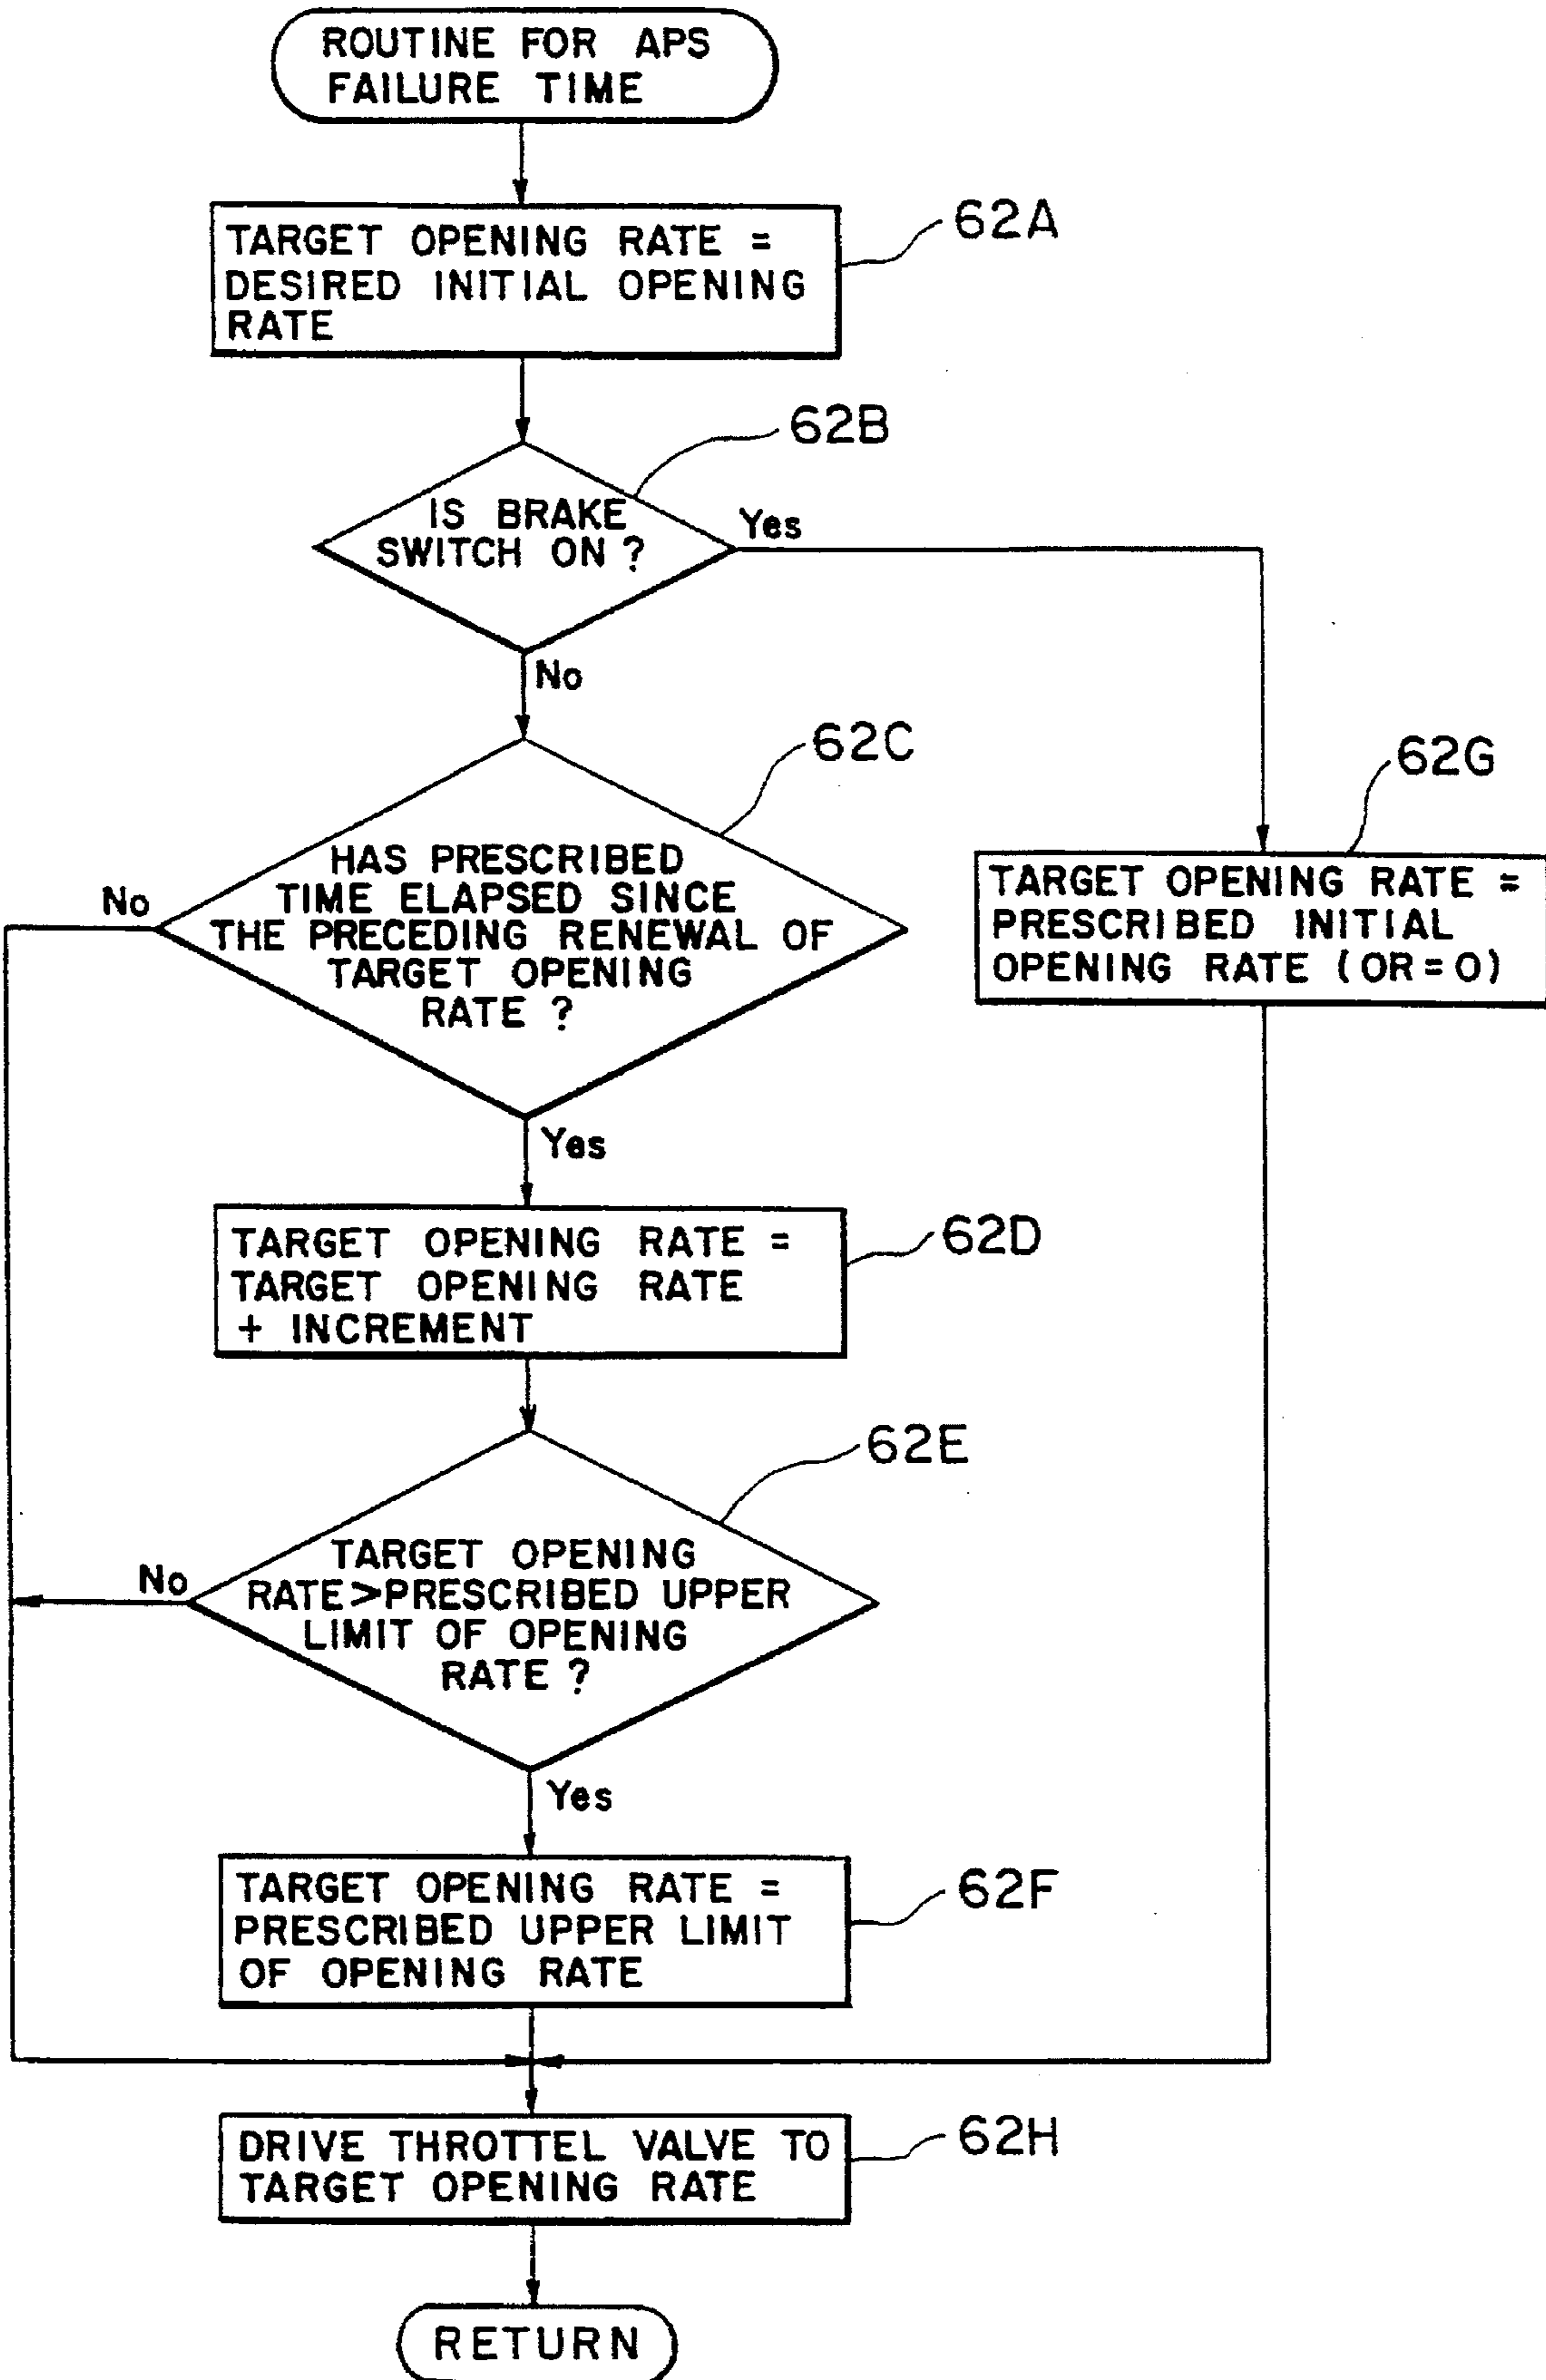 ROUTINE FOR APS
FAILURE TIME
62A
TARGET OPENING RATE =
DESIRED INITIAL OPENING
RATE
62B
IS BRAKE
SWITCH ON ?
Yes
No
62C
HAS PRESCRIBED
TIME ELAPSED SINCE
THE PRECEDING RENEWAL OF
TARGET OPENING
RATE ?
No
Yes
62G
TARGET OPENING RATE =
PRESCRIBED INITIAL
OPENING RATE (OR=0)
62D
TARGET OPENING RATE =
TARGET OPENING RATE
+ INCREMENT
62E
TARGET OPENING
RATE>PRESCRIBED UPPER
LIMIT OF OPENING
RATE ?
No
Yes
62F
TARGET OPENING RATE =
PRESCRIBED UPPER LIMIT
OF OPENING RATE
62H
DRIVE THROTTEL VALVE TO
TARGET OPENING RATE
RETURN